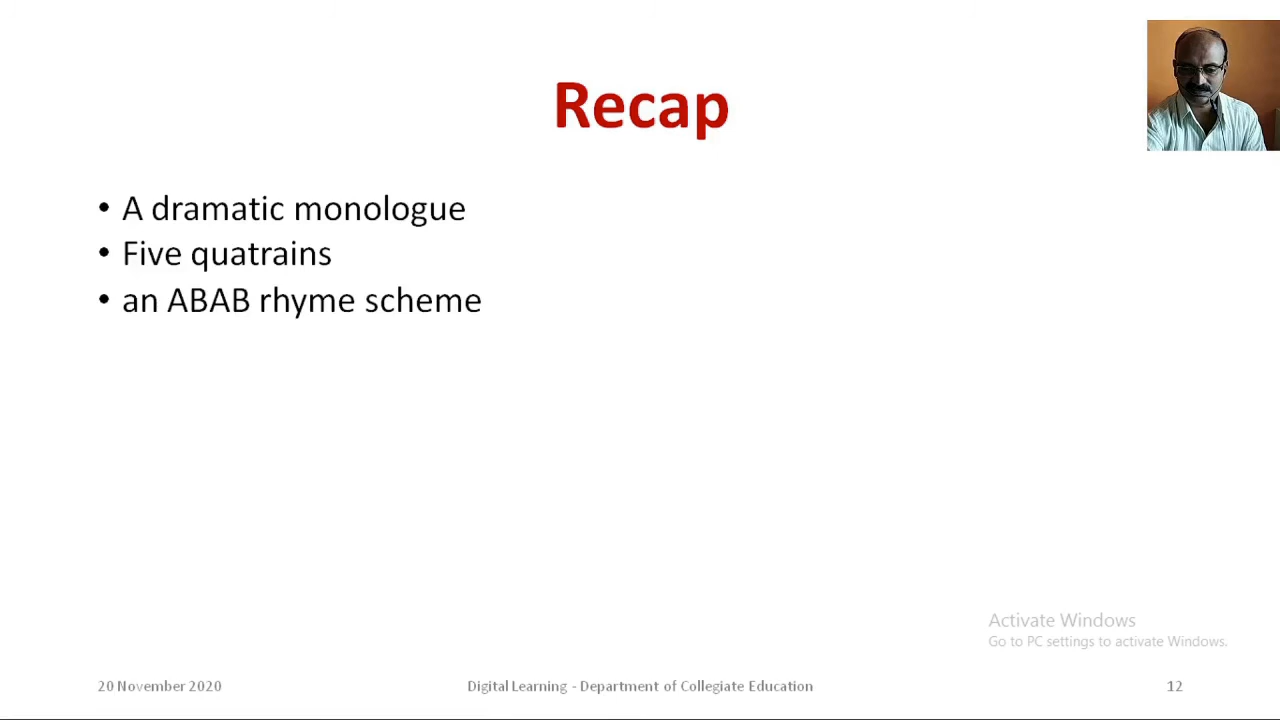 Recap
• A dramatic monologue
• Five quatrains
• an ABAB rhyme scheme
Activate Windows
Go to PC settings to activate Windows.
20 November 2020
Digital Learning - Department of Collegiate Education
12